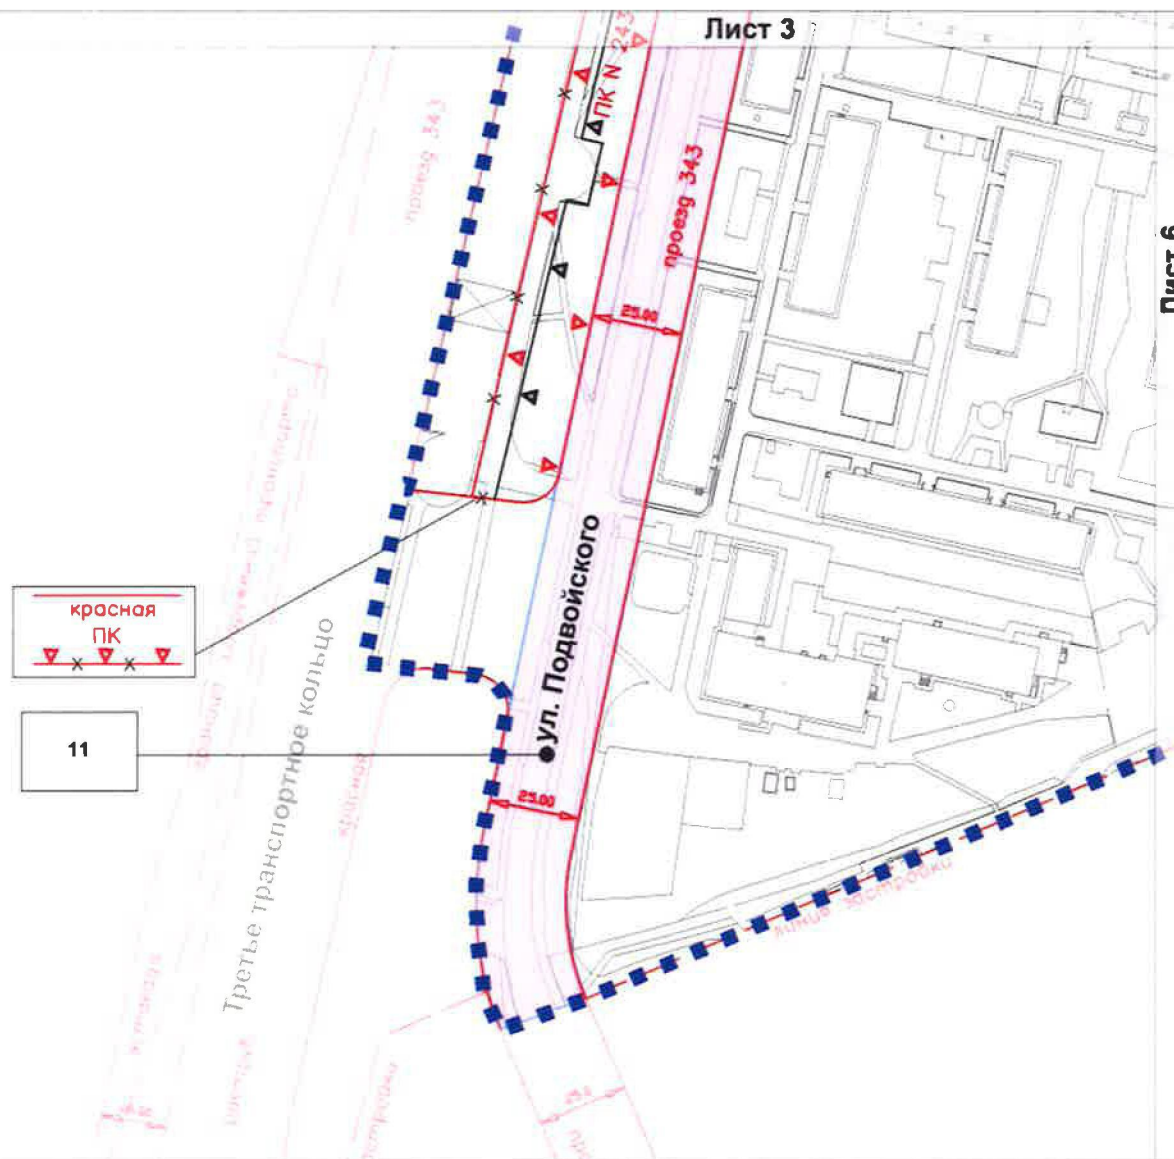 Лист 3
ПК N 243
проезд 343
проезд 343
Лист 6
25.00
ул. Подвойского
красная
ПК
Третье транспортное кольцо
11
красная
25.00
линия застройки